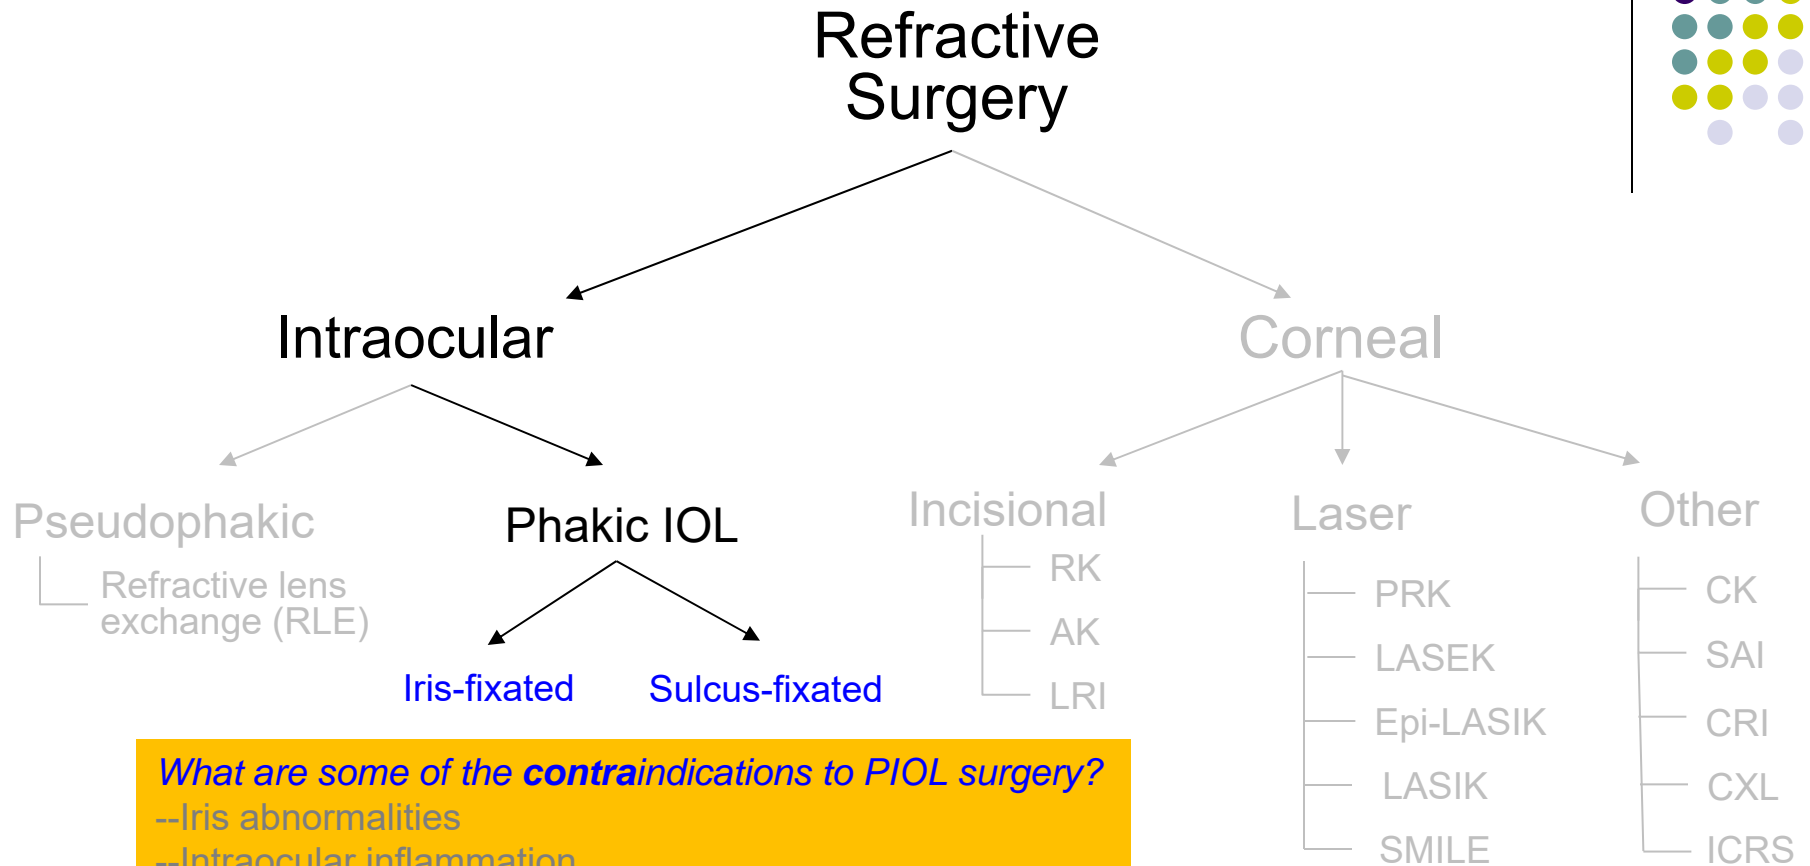 Refractive
Surgery
Intraocular
Corneal
Pseudophakic
Refractive lens
exchange (RLE)
Phakic IOL
Iris-fixated
Sulcus-fixated
Incisional
RK
AK
LRI
Laser
PRK
LASEK
Epi-LASIK
LASIK
SMILE
Other
CK
SAI
CRI
CXL
ICRS
What are some of the contraindications to PIOL surgery?
--Iris abnormalities
--Intraocular inflammation